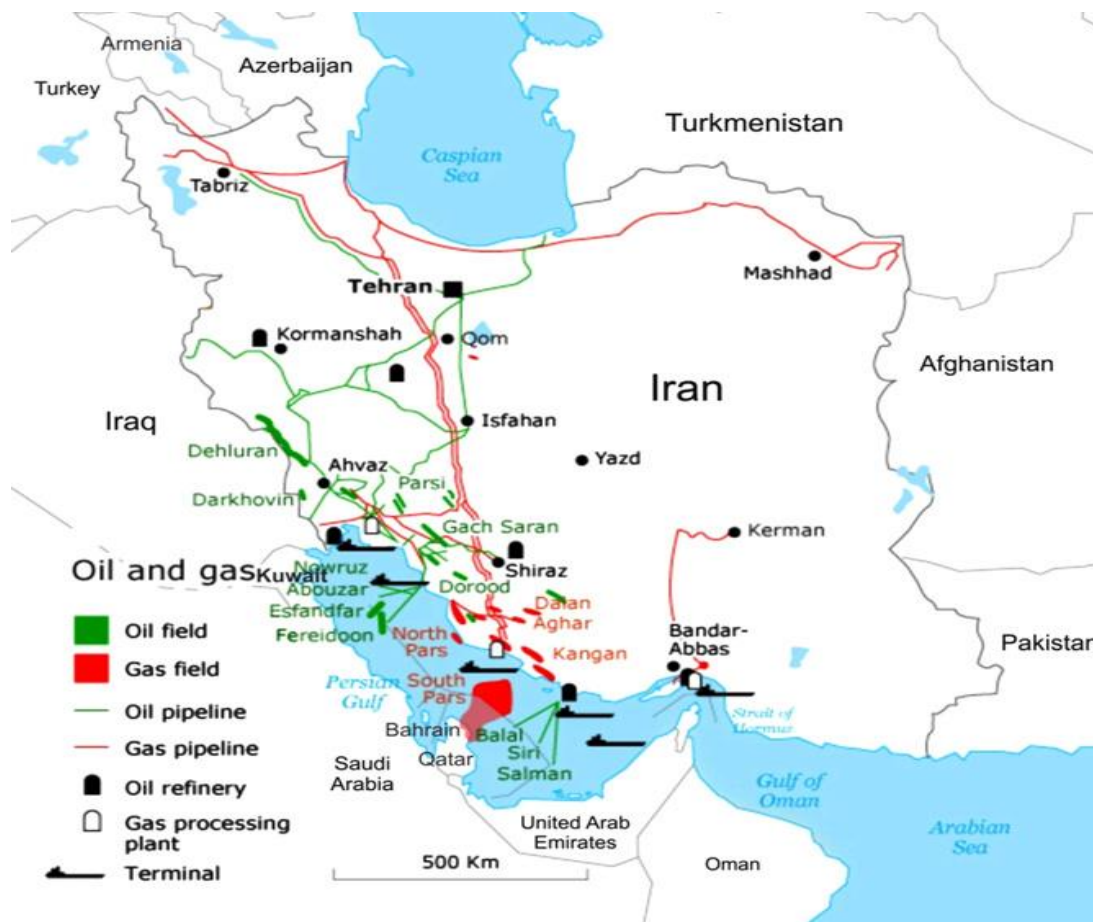 Armenia
Azerbaijan
Turkey
Turkmenistan
Caspian
Sea
Tabriz
Mashhad
Tehran
Kormanshah
Qom
Afghanistan
Iran
Iraq
Isfahan
Dehluran
Yazd
Ahvaz
Parsi
Darkhovin
Gach Saran
Kerman
Oil and gas
Kuwait
Nowruz
Shiraz
Abouzar
Dorood
Esfandfar
Dalan
Aghar
Oil field
Fereidoon
North
Pars
Bandar-
Abbas
Pakistan
Gas field
Kangan
South
Pars
Persian
Gulf
Oil pipeline
Strait of
Hormuz
Bahrain
Balal
Gas pipeline
Qatar
Siri
Saudi
Arabia
Salman
Gulf of
Oman
Oil refinery
Gas processing
plant
United Arab
Emirates
Arabian
Sea
500 Km
Oman
Terminal